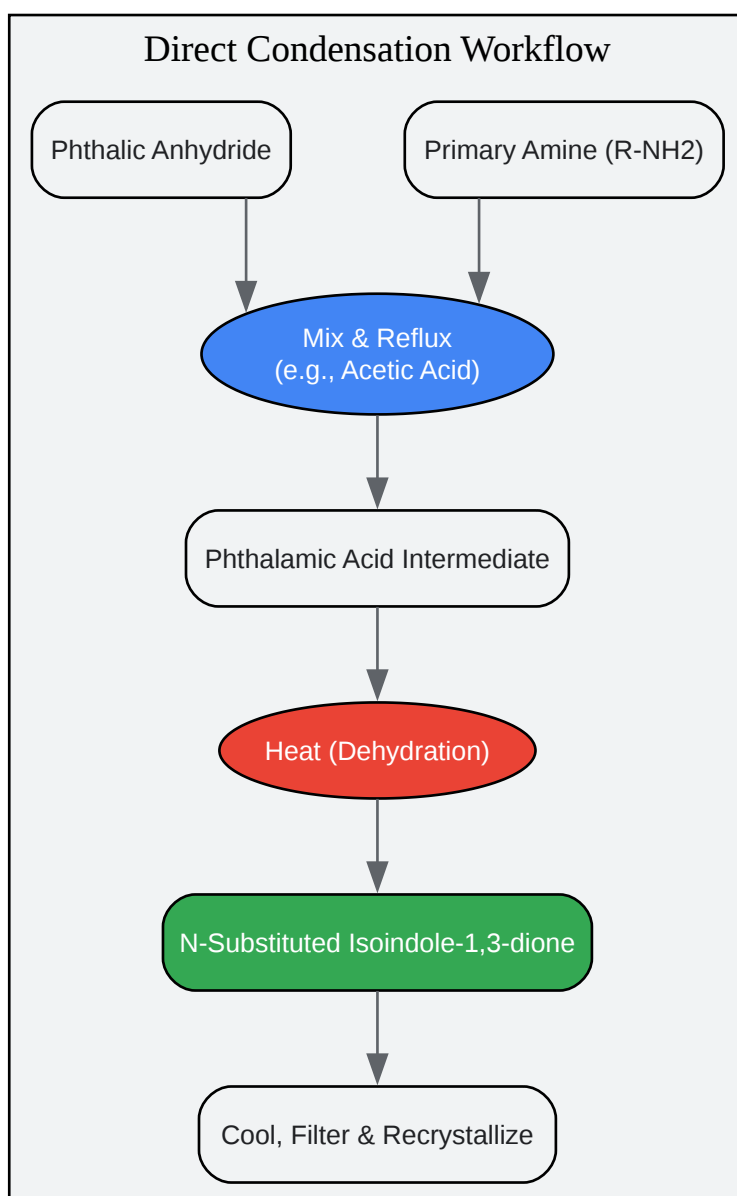 Direct Condensation Workflow
Phthalic Anhydride
Primary Amine (R-NH2)
Mix & Reflux
(e.g., Acetic Acid)
Phthalamic Acid Intermediate
Heat (Dehydration)
N-Substituted Isoindole-1,3-dione
Cool, Filter & Recrystallize